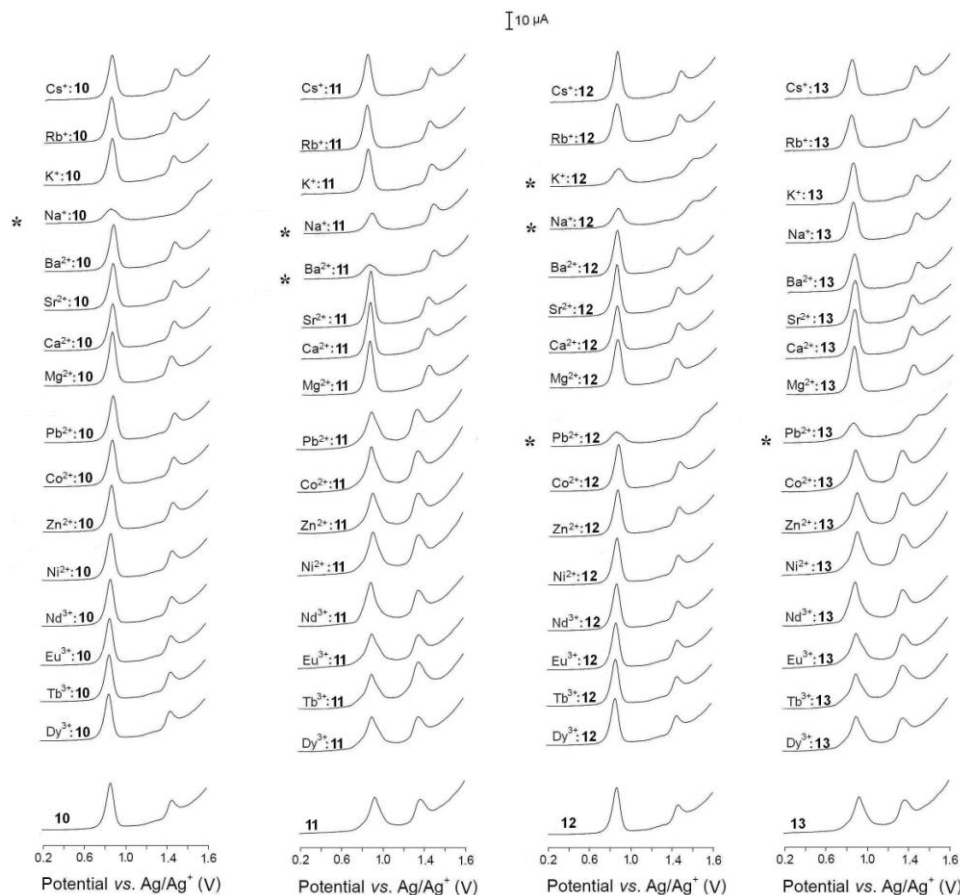 10 µA
Cs⁺:10
Rb⁺:10
K⁺:10
* Na⁺:10
Ba²⁺:10
Sr²⁺:10
Ca²⁺:10
Mg²⁺:10
Pb²⁺:10
Co²⁺:10
Zn²⁺:10
Ni²⁺:10
Nd³⁺:10
Eu³⁺:10
Tb³⁺:10
Dy³⁺:10
10
0.2 0.6 1.0 1.4 1.6
Potential vs. Ag/Ag⁺ (V)
Cs⁺:11
Rb⁺:11
K⁺:11
* Na⁺:11
* Ba²⁺:11
Sr²⁺:11
Ca²⁺:11
Mg²⁺:11
Pb²⁺:11
Co²⁺:11
Zn²⁺:11
Ni²⁺:11
Nd³⁺:11
Eu³⁺:11
Tb³⁺:11
Dy³⁺:11
11
0.2 0.6 1.0 1.4 1.6
Potential vs. Ag/Ag⁺ (V)
Cs⁺:12
Rb⁺:12
* K⁺:12
* Na⁺:12
Ba²⁺:12
Sr²⁺:12
Ca²⁺:12
Mg²⁺:12
* Pb²⁺:12
Co²⁺:12
Zn²⁺:12
Ni²⁺:12
Nd³⁺:12
Eu³⁺:12
Tb³⁺:12
Dy³⁺:12
12
0.2 0.6 1.0 1.4 1.6
Potential vs. Ag/Ag⁺ (V)
Cs⁺:13
Rb⁺:13
K⁺:13
Na⁺:13
Ba²⁺:13
Sr²⁺:13
Ca²⁺:13
Mg²⁺:13
* Pb²⁺:13
Co²⁺:13
Zn²⁺:13
Ni²⁺:13
Nd³⁺:13
Eu³⁺:13
Tb³⁺:13
Dy³⁺:13
13
0.2 0.6 1.0 1.4 1.6
Potential vs. Ag/Ag⁺ (V)